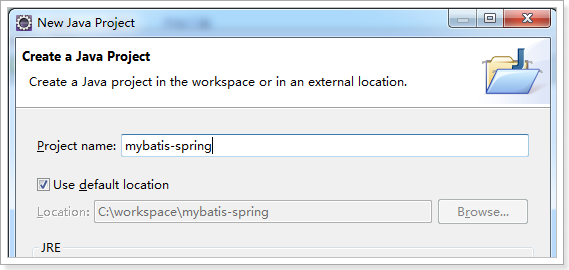 New Java Project
Create a Java Project
Create a Java project in the workspace or in an external location.
Project name: mybatis-spring
Use default location
Location: C:\workspace\mybatis-spring Browse...
JRE